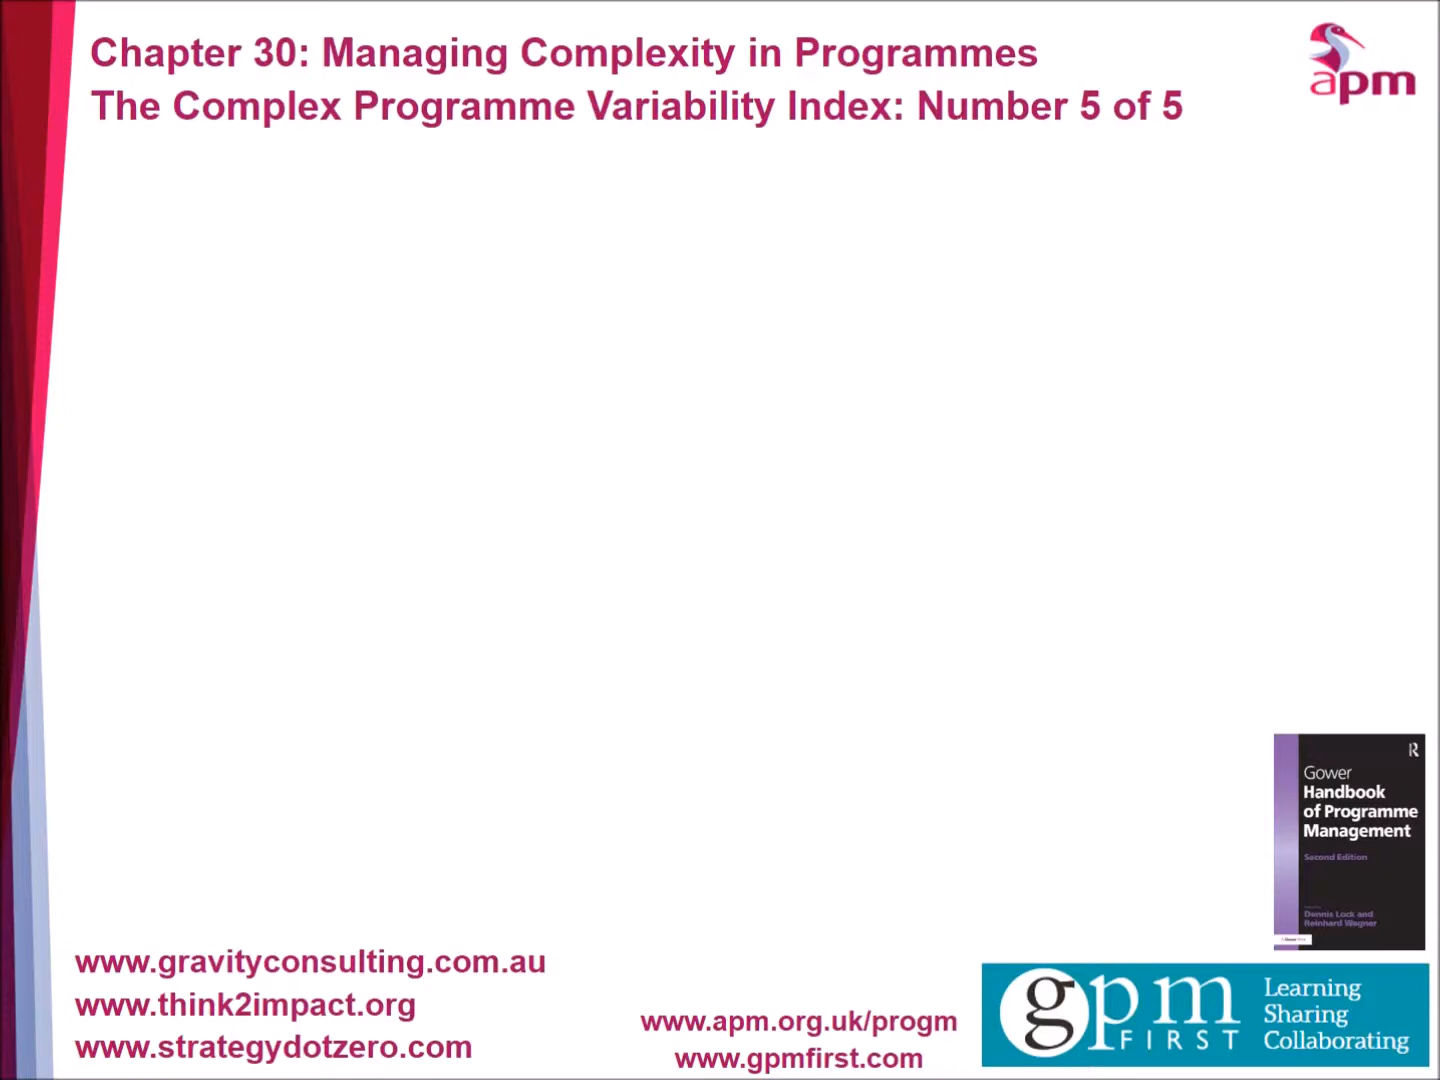 Chapter 30: Managing Complexity in Programmes
The Complex Programme Variability Index: Number 5 of 5
apm
R
Gower
Handbook
of Programme
Management
Second Edition
Dennis Lock and
Reinhard Wagner
www.gravityconsulting.com.au
www.think2impact.org
www.strategydotzero.com
www.apm.org.uk/progm
www.gpmfirst.com
gpm
FIRST
Learning
Sharing
Collaborating